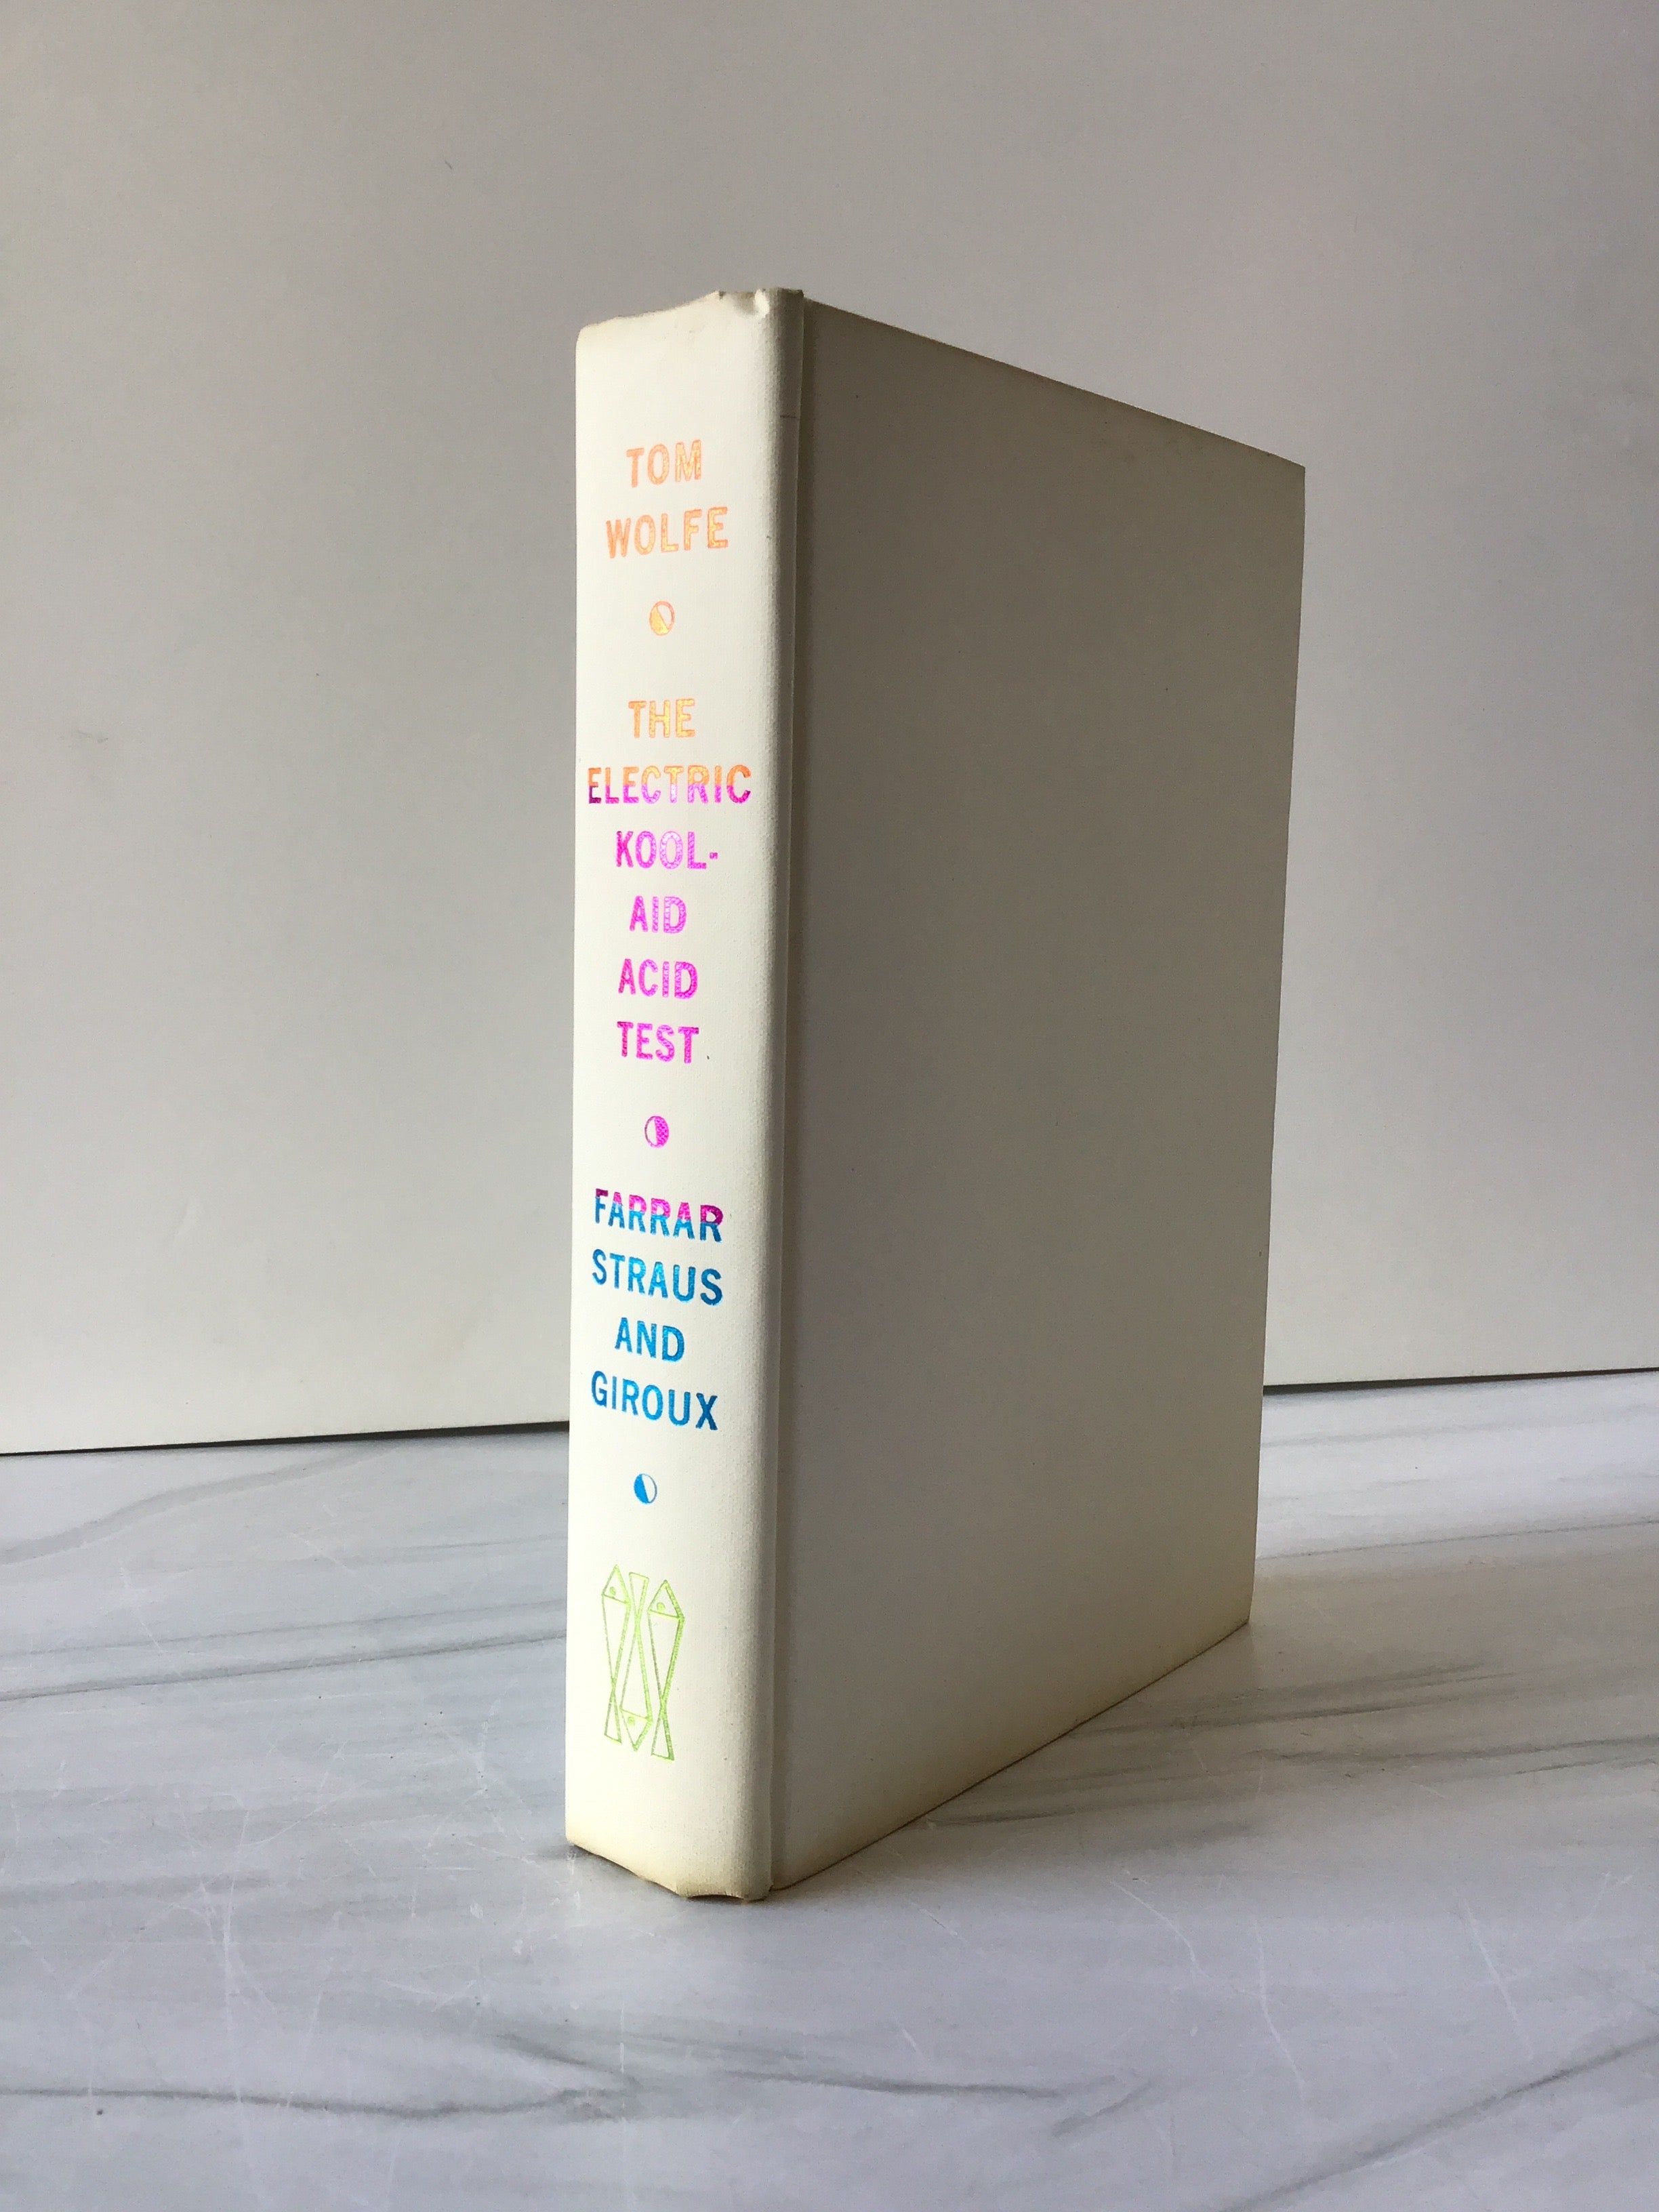 TOM
WOLFE
THE
ELECTRIC
KOOL-
AID
ACID
TEST
FARRAR
STRAUS
AND
GIROUX